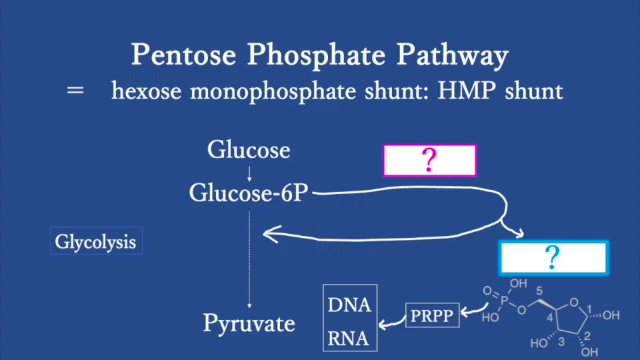 Pentose Phosphate Pathway
= hexose monophosphate shunt: HMP shunt
Glucose
?
Glucose-6P
Glycolysis
?
DNA
RNA
PRPP
Pyruvate
O
OH
P
HO
O
5
O
4
1
OH
HO
3
2
OH